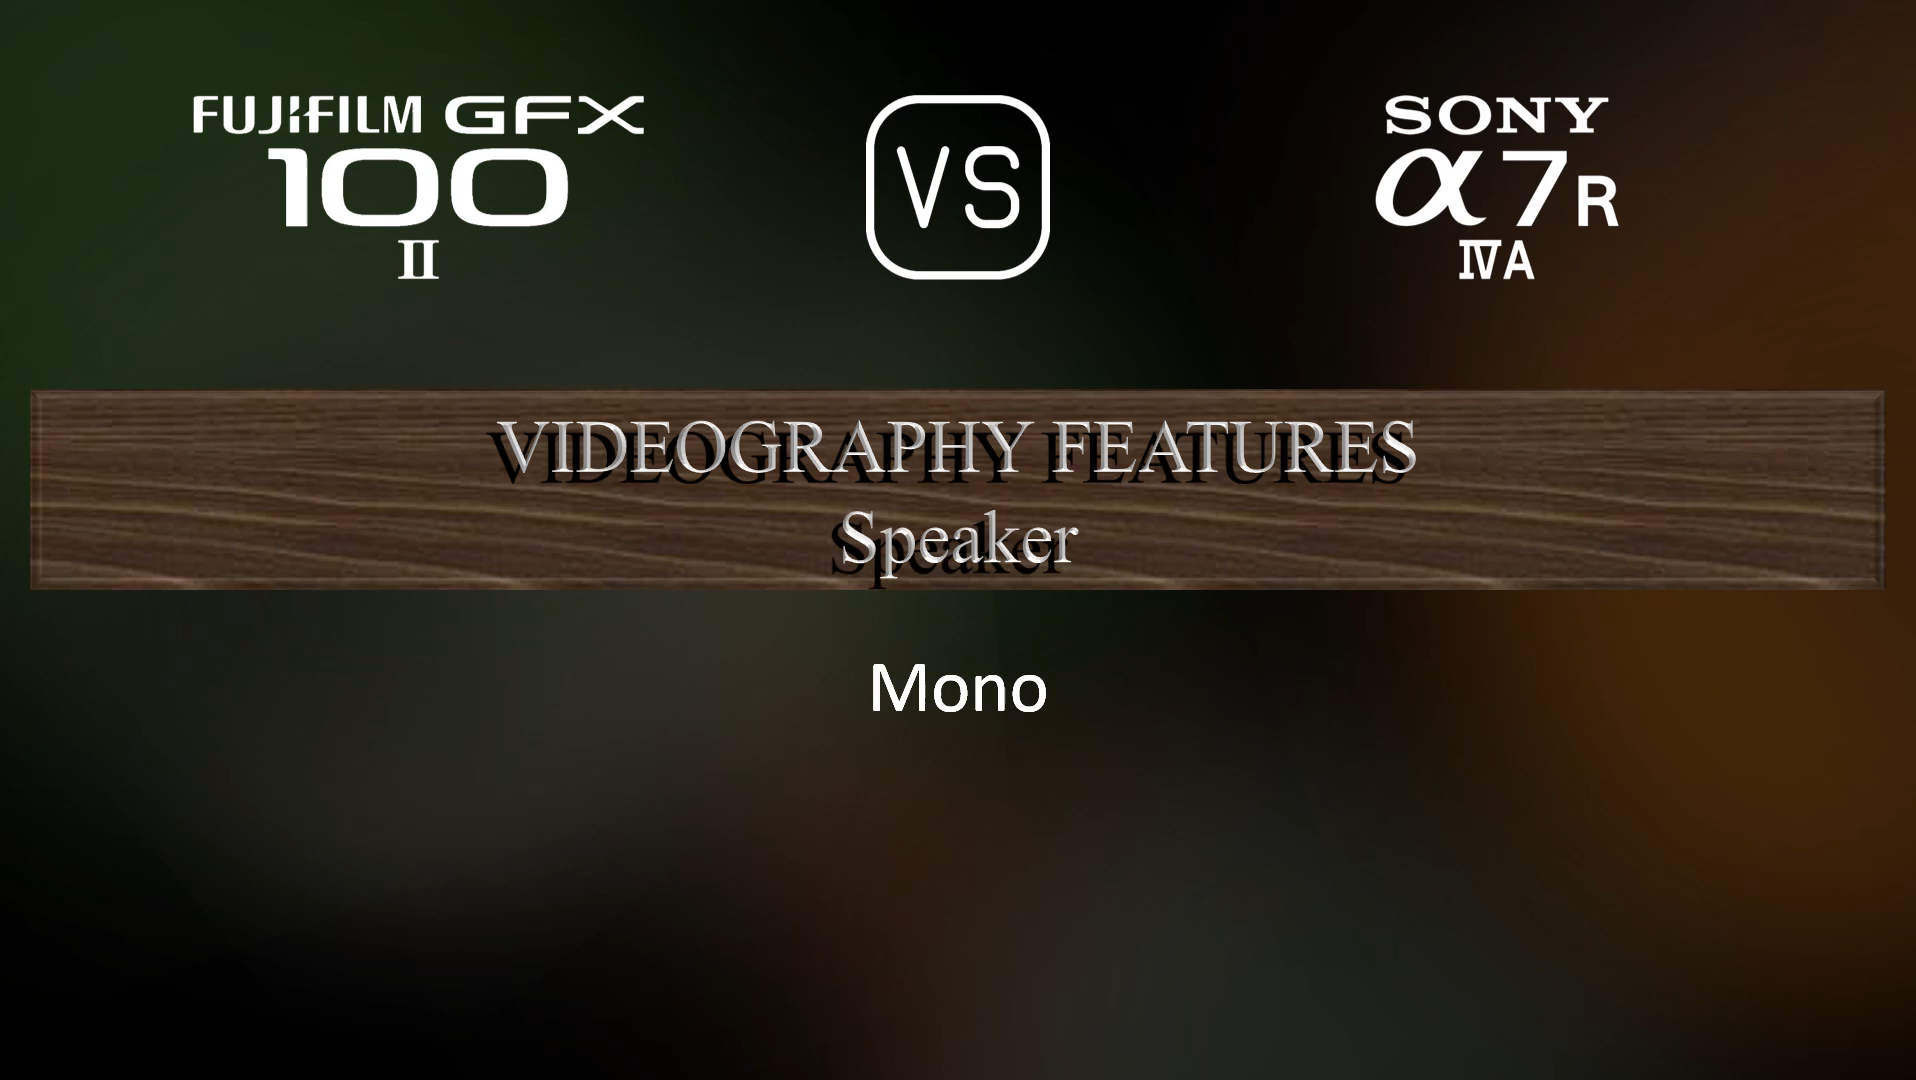 FUJIFILM GFX
100
II
VS
SONY
α7R
IVA
VIDEOGRAPHY FEATURES
Speaker
Mono